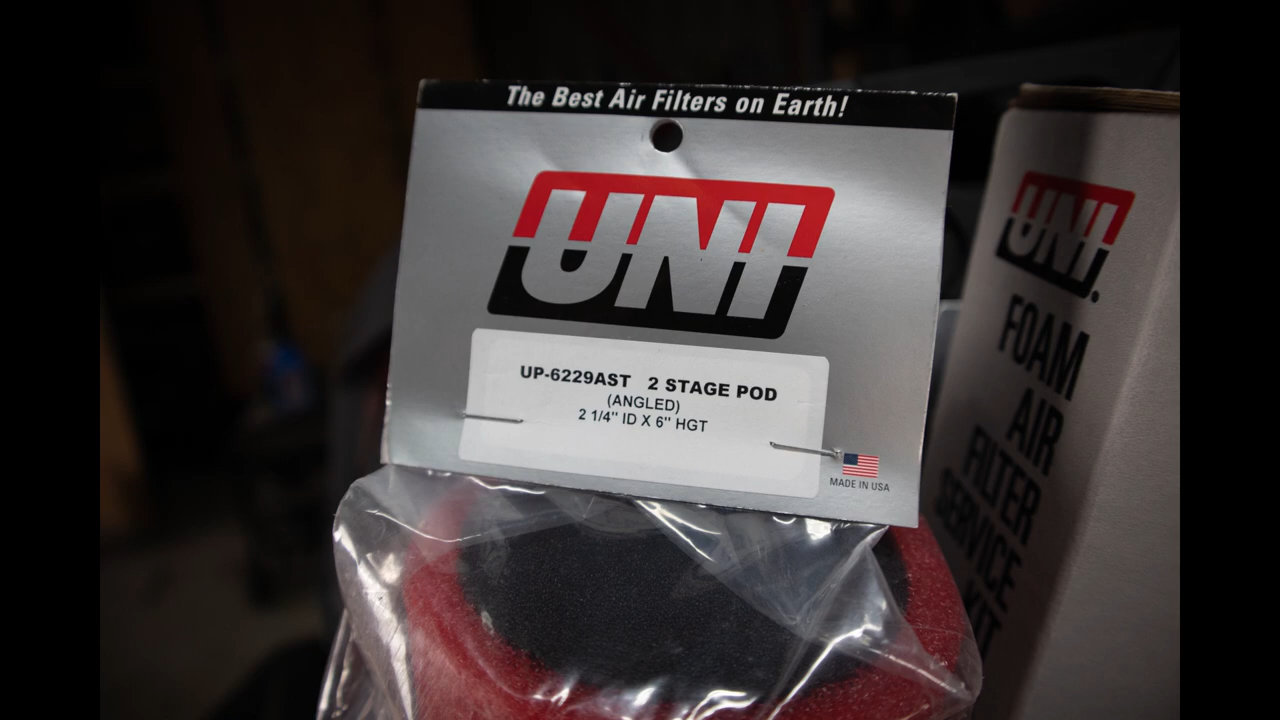 The Best Air Filters on Earth!
UNI
UP-6229AST 2 STAGE POD
(ANGLED)
2 1/4" ID X 6" HGT
MADE IN USA
UNI
FOAM
AIR
FILTER
SERVICE
KIT